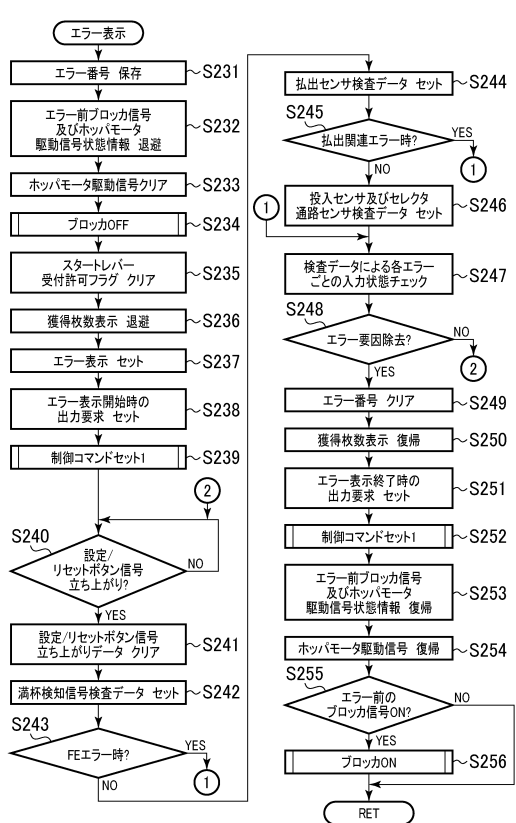 エラー表示
エラー番号 保存
S231
エラー前ブロッカ信号
及びホッパモータ
駆動信号状態情報 退避
S232
ホッパモータ駆動信号クリア
S233
ブロッカOFF
S234
スタートレバー
受付許可フラグ クリア
S235
獲得枚数表示 退避
S236
エラー表示 セット
S237
エラー表示開始時の
出力要求 セット
S238
制御コマンドセット1
S239
2
S240
設定/
リセットボタン信号
立ち上がり?
NO
YES
設定/リセットボタン信号
立ち上がりデータ クリア
S241
満杯検知信号検査データ セット
S242
S243
FEエラー時?
YES
1
NO
払出センサ検査データ セット
S244
S245
払出関連エラー時?
YES
1
NO
投入センサ及びセレクタ
通路センサ検査データ セット
S246
1
検査データによる各エラー
ごとの入力状態チェック
S247
S248
エラー要因除去?
NO
2
YES
エラー番号 クリア
S249
獲得枚数表示 復帰
S250
エラー表示終了時の
出力要求 セット
S251
制御コマンドセット1
S252
エラー前ブロッカ信号
及びホッパモータ
駆動信号状態情報 復帰
S253
ホッパモータ駆動信号 復帰
S254
S255
エラー前の
ブロッカ信号ON?
NO
YES
ブロッカON
S256
RET